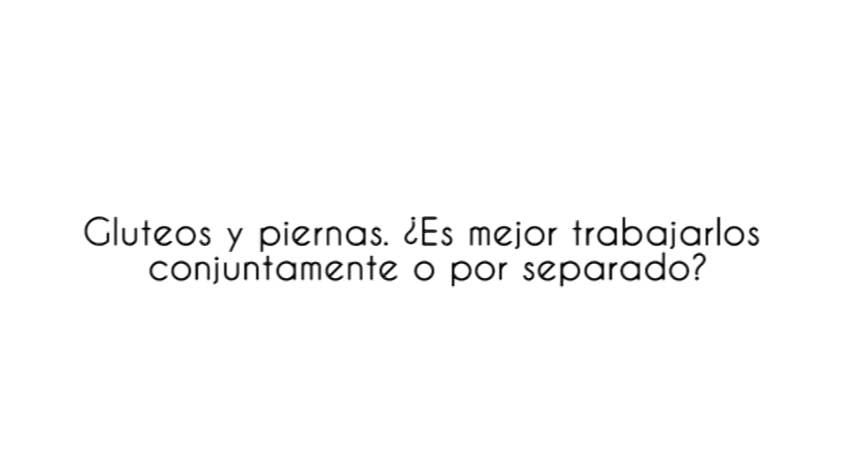 Gluteos y piernas. ¿Es mejor trabajarlos
conjuntamente o por separado?